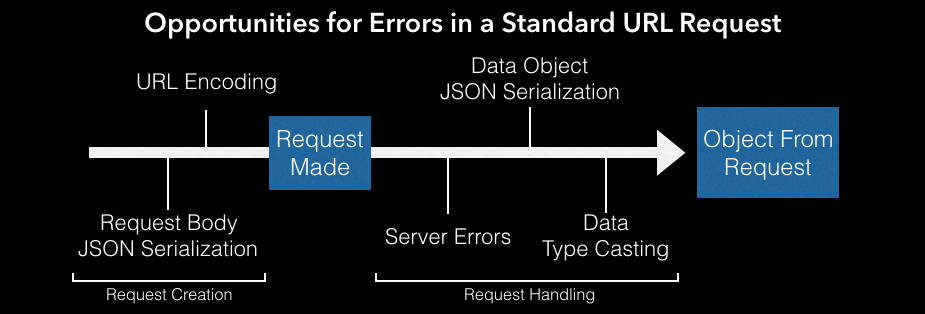 Opportunities for Errors in a Standard URL Request
URL Encoding
Data Object
JSON Serialization
Request
Made
Object From
Request
Request Body
JSON Serialization
Server Errors
Data
Type Casting
Request Creation
Request Handling